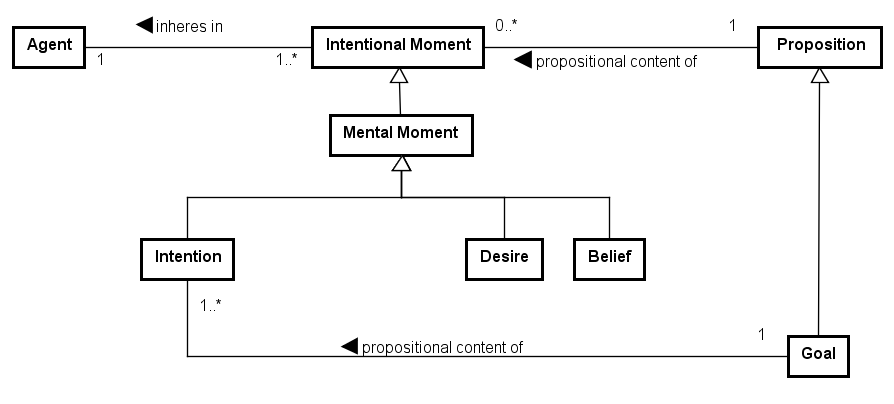 inheres in
0..*
1
Agent
Intentional Moment
Proposition
1
1..*
propositional content of
Mental Moment
Intention
Desire
Belief
1..*
1
propositional content of
Goal